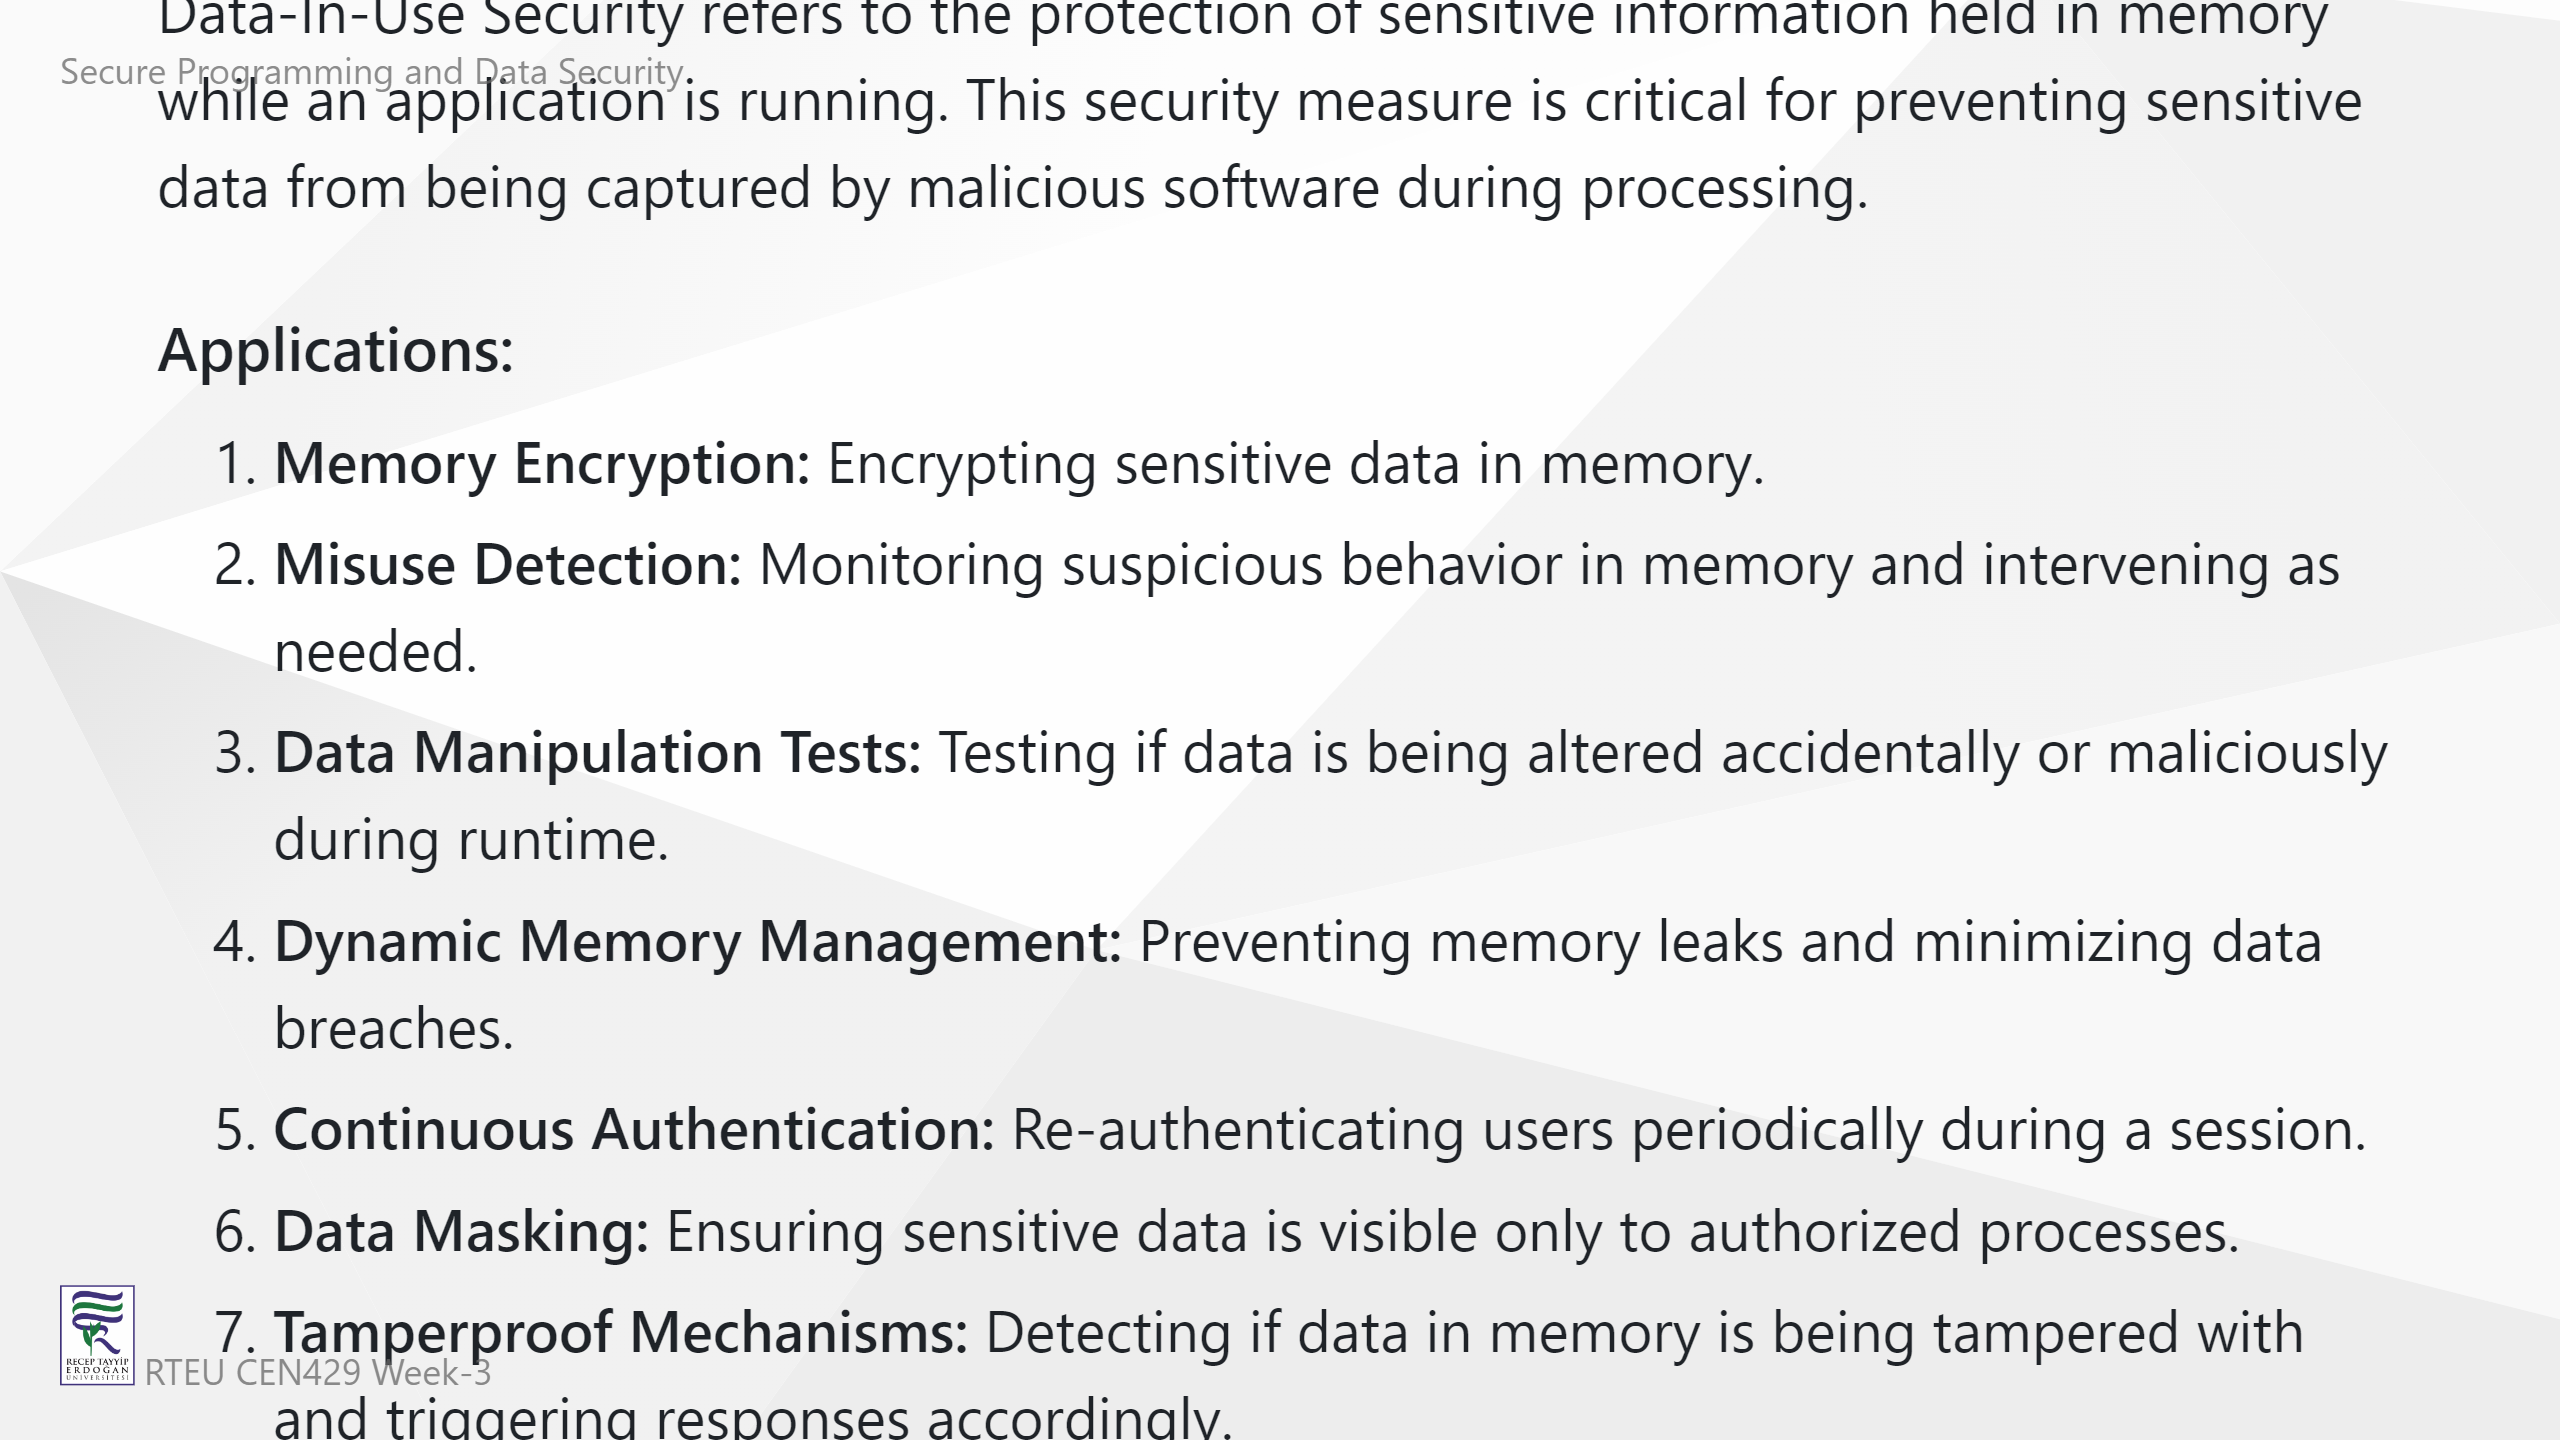 Data-In-Use Security refers to the protection of sensitive information held in memory
Secure Programming and Data Security
while an application is running. This security measure is critical for preventing sensitive
data from being captured by malicious software during processing.
Applications:
1. Memory Encryption: Encrypting sensitive data in memory.
2. Misuse Detection: Monitoring suspicious behavior in memory and intervening as
needed.
3. Data Manipulation Tests: Testing if data is being altered accidentally or maliciously
during runtime.
4. Dynamic Memory Management: Preventing memory leaks and minimizing data
breaches.
5. Continuous Authentication: Re-authenticating users periodically during a session.
6. Data Masking: Ensuring sensitive data is visible only to authorized processes.
7. Tamperproof Mechanisms: Detecting if data in memory is being tampered with
RECEP TAYYİP
ERDOĞAN
ÜNİVERSİTESİ
RTEU CEN429 Week-3
and triggering responses accordingly.